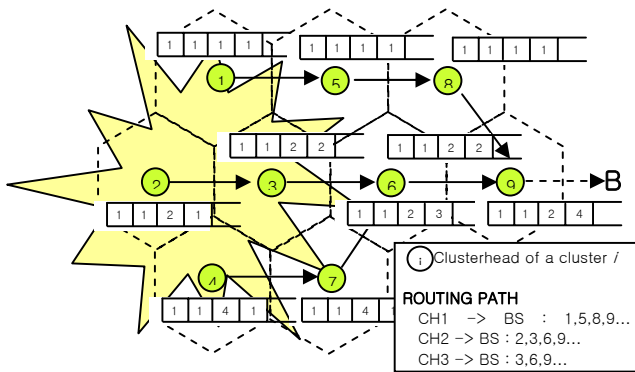 1 1 1 1
1 1 1 1
1 1 1 1
1
5
8
1 1 2 2
1 1 2 2
2
3
6
9
B
1 1 2 1
1 1 2 3
1 1 2 4
4
7
1 1 4 1
1 1 4
i Clusterhead of a cluster i
ROUTING PATH
CH1 -> BS : 1,5,8,9...
CH2 -> BS : 2,3,6,9...
CH3 -> BS : 3,6,9...